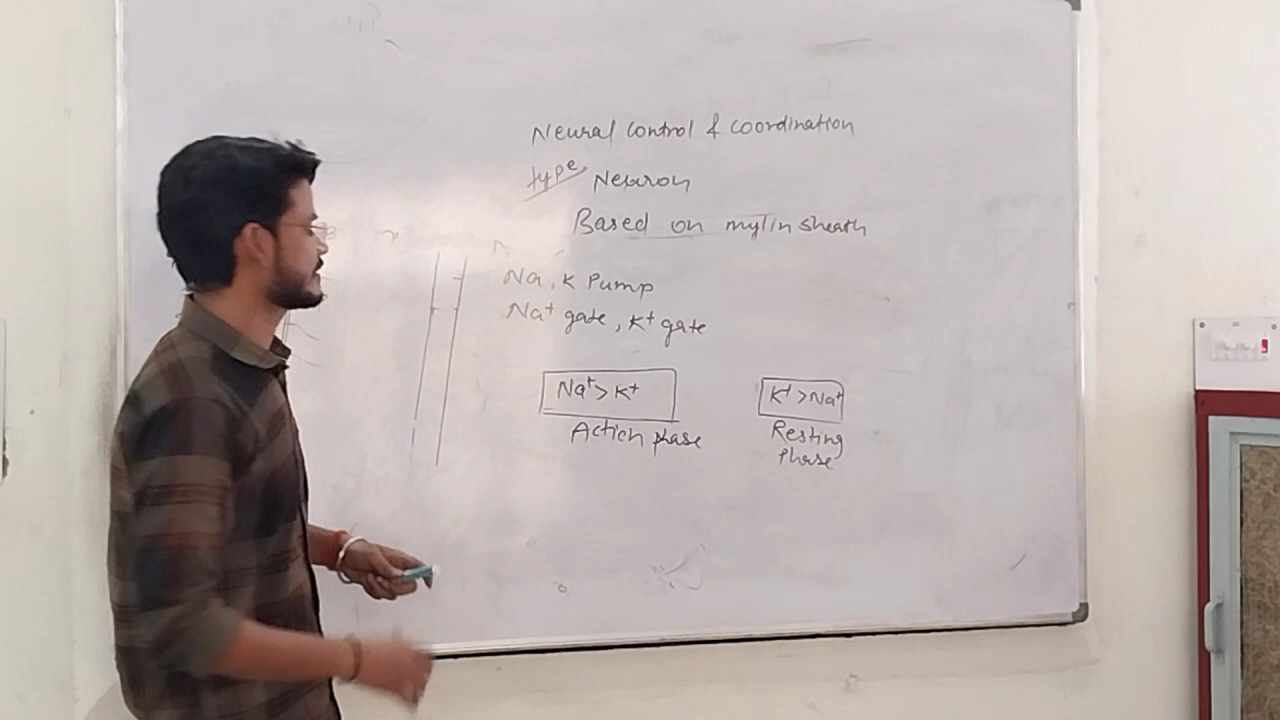 Neural control & coordination
type Neuron
Based on mylin sheath
Na, K Pump
Na⁺ gate, K⁺ gate
Na⁺>K⁺
K⁺>Na⁺
Action phase
Resting
Phase